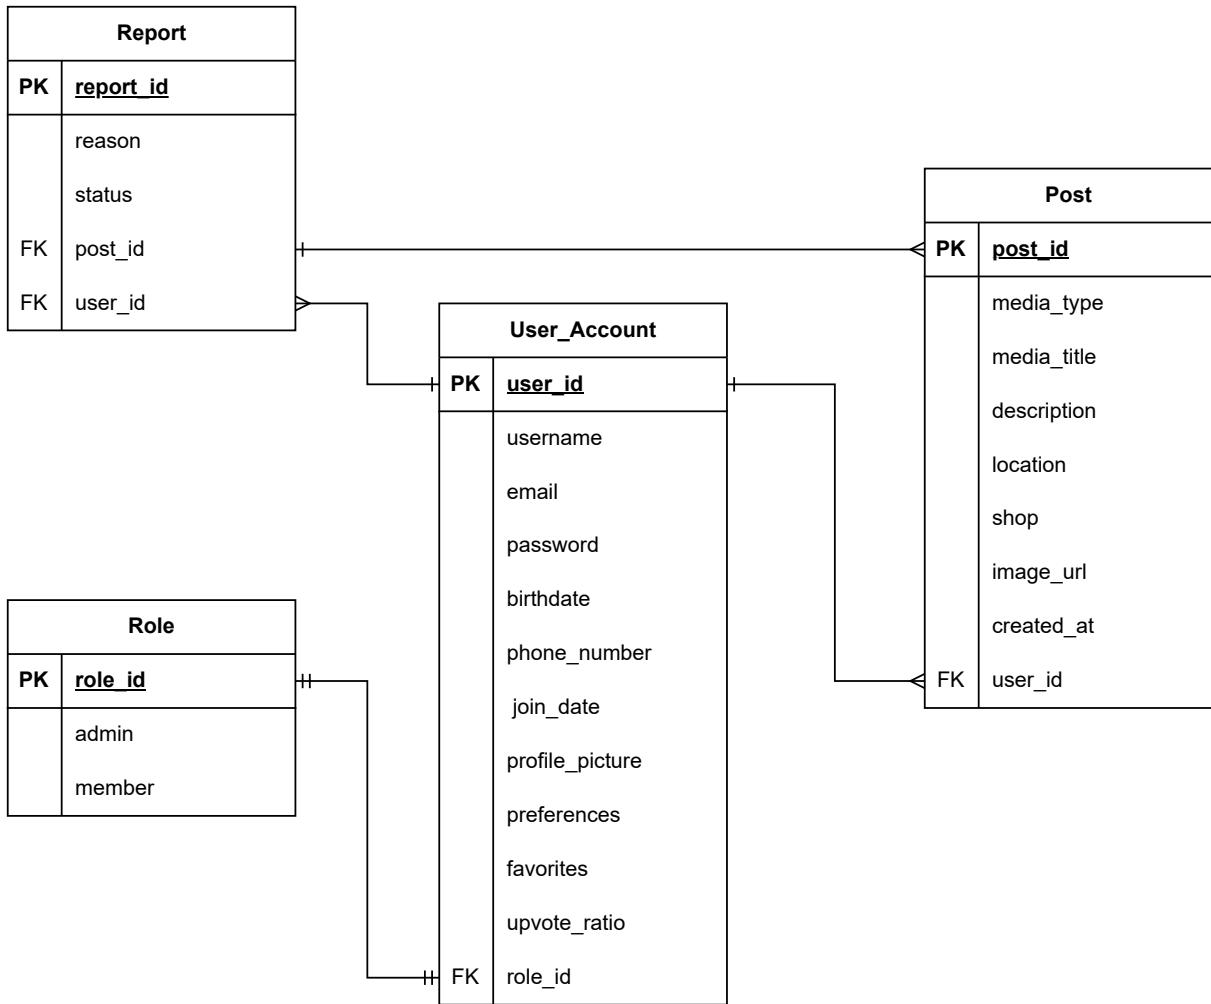 Report
PK report_id
reason
status
FK post_id
FK user_id
Post
PK post_id
media_type
media_title
description
location
shop
image_url
created_at
FK user_id
User_Account
PK user_id
username
email
password
birthdate
phone_number
join_date
profile_picture
preferences
favorites
upvote_ratio
FK role_id
Role
PK role_id
admin
member